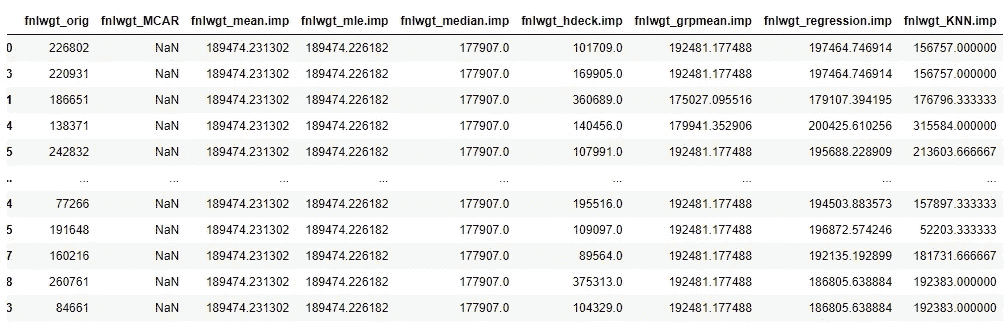 fnlwgt_orig fnlwgt_MCAR fnlwgt_mean.imp fnlwgt_mle.imp fnlwgt_median.imp fnlwgt_hdeck.imp fnlwgt_grpmean.imp fnlwgt_regression.imp fnlwgt_KNN.imp
0 226802 NaN 189474.231302 189474.226182 177907.0 101709.0 192481.177488 197464.746914 156757.000000
3 220931 NaN 189474.231302 189474.226182 177907.0 169905.0 192481.177488 197464.746914 156757.000000
1 186651 NaN 189474.231302 189474.226182 177907.0 360689.0 175027.095516 179107.394195 176796.333333
4 138371 NaN 189474.231302 189474.226182 177907.0 140456.0 179941.352906 200425.610256 315584.000000
5 242832 NaN 189474.231302 189474.226182 177907.0 107991.0 192481.177488 195688.228909 213603.666667
.. ... ... ... ... ... ... ... ... ...
4 77266 NaN 189474.231302 189474.226182 177907.0 195516.0 192481.177488 194503.883573 157897.333333
5 191648 NaN 189474.231302 189474.226182 177907.0 109097.0 192481.177488 196872.574246 52203.333333
7 160216 NaN 189474.231302 189474.226182 177907.0 89564.0 192481.177488 192135.192899 181731.666667
8 260761 NaN 189474.231302 189474.226182 177907.0 375313.0 192481.177488 186805.638884 192383.000000
3 84661 NaN 189474.231302 189474.226182 177907.0 104329.0 192481.177488 186805.638884 192383.000000